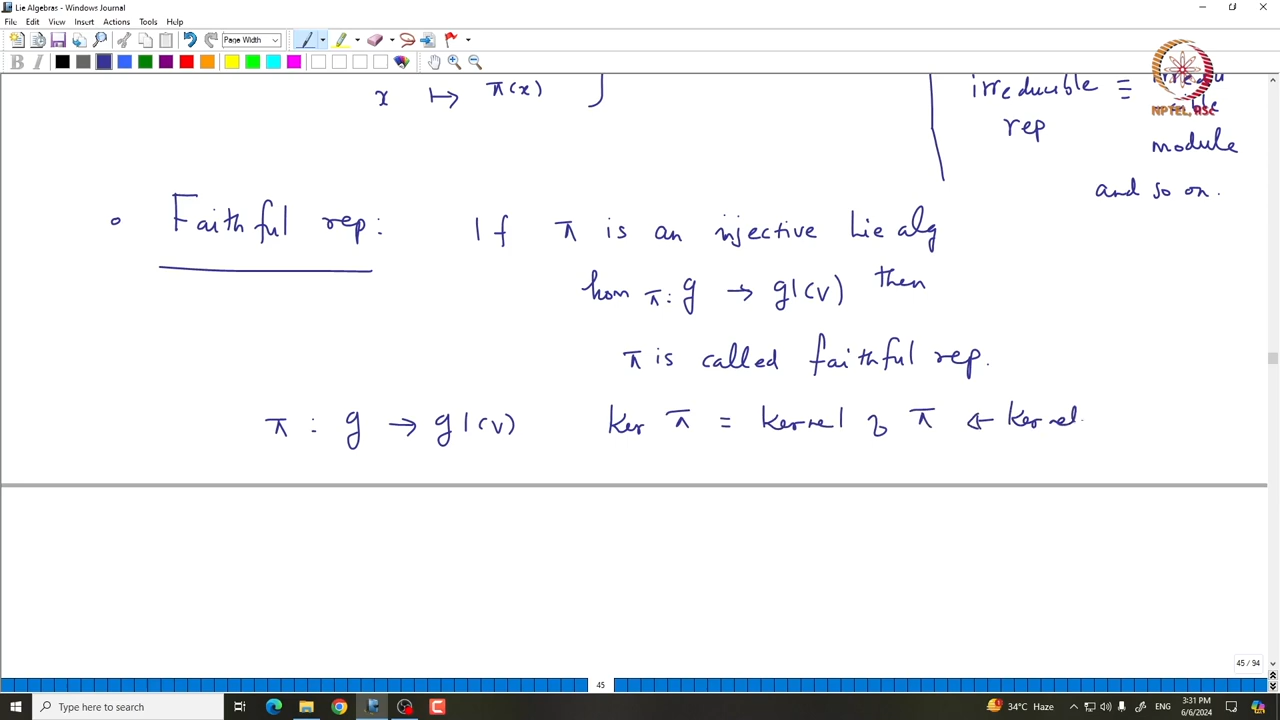 Lie Algebras - Windows Journal
File Edit View Insert Actions Tools Help
Page Width
B I
x ↦ π(x)
irreducible ≡
rep
module
and so on.
NPTEL, IISc
• Faithful rep: If π is an injective Lie alg
hom π: g → gl(V) then
π is called faithful rep.
π : g → gl(V) Ker π = kernel of π ← kernel.
45 / 94
45
Type here to search
34°C Haze
ENG
3:31 PM
6/6/2024